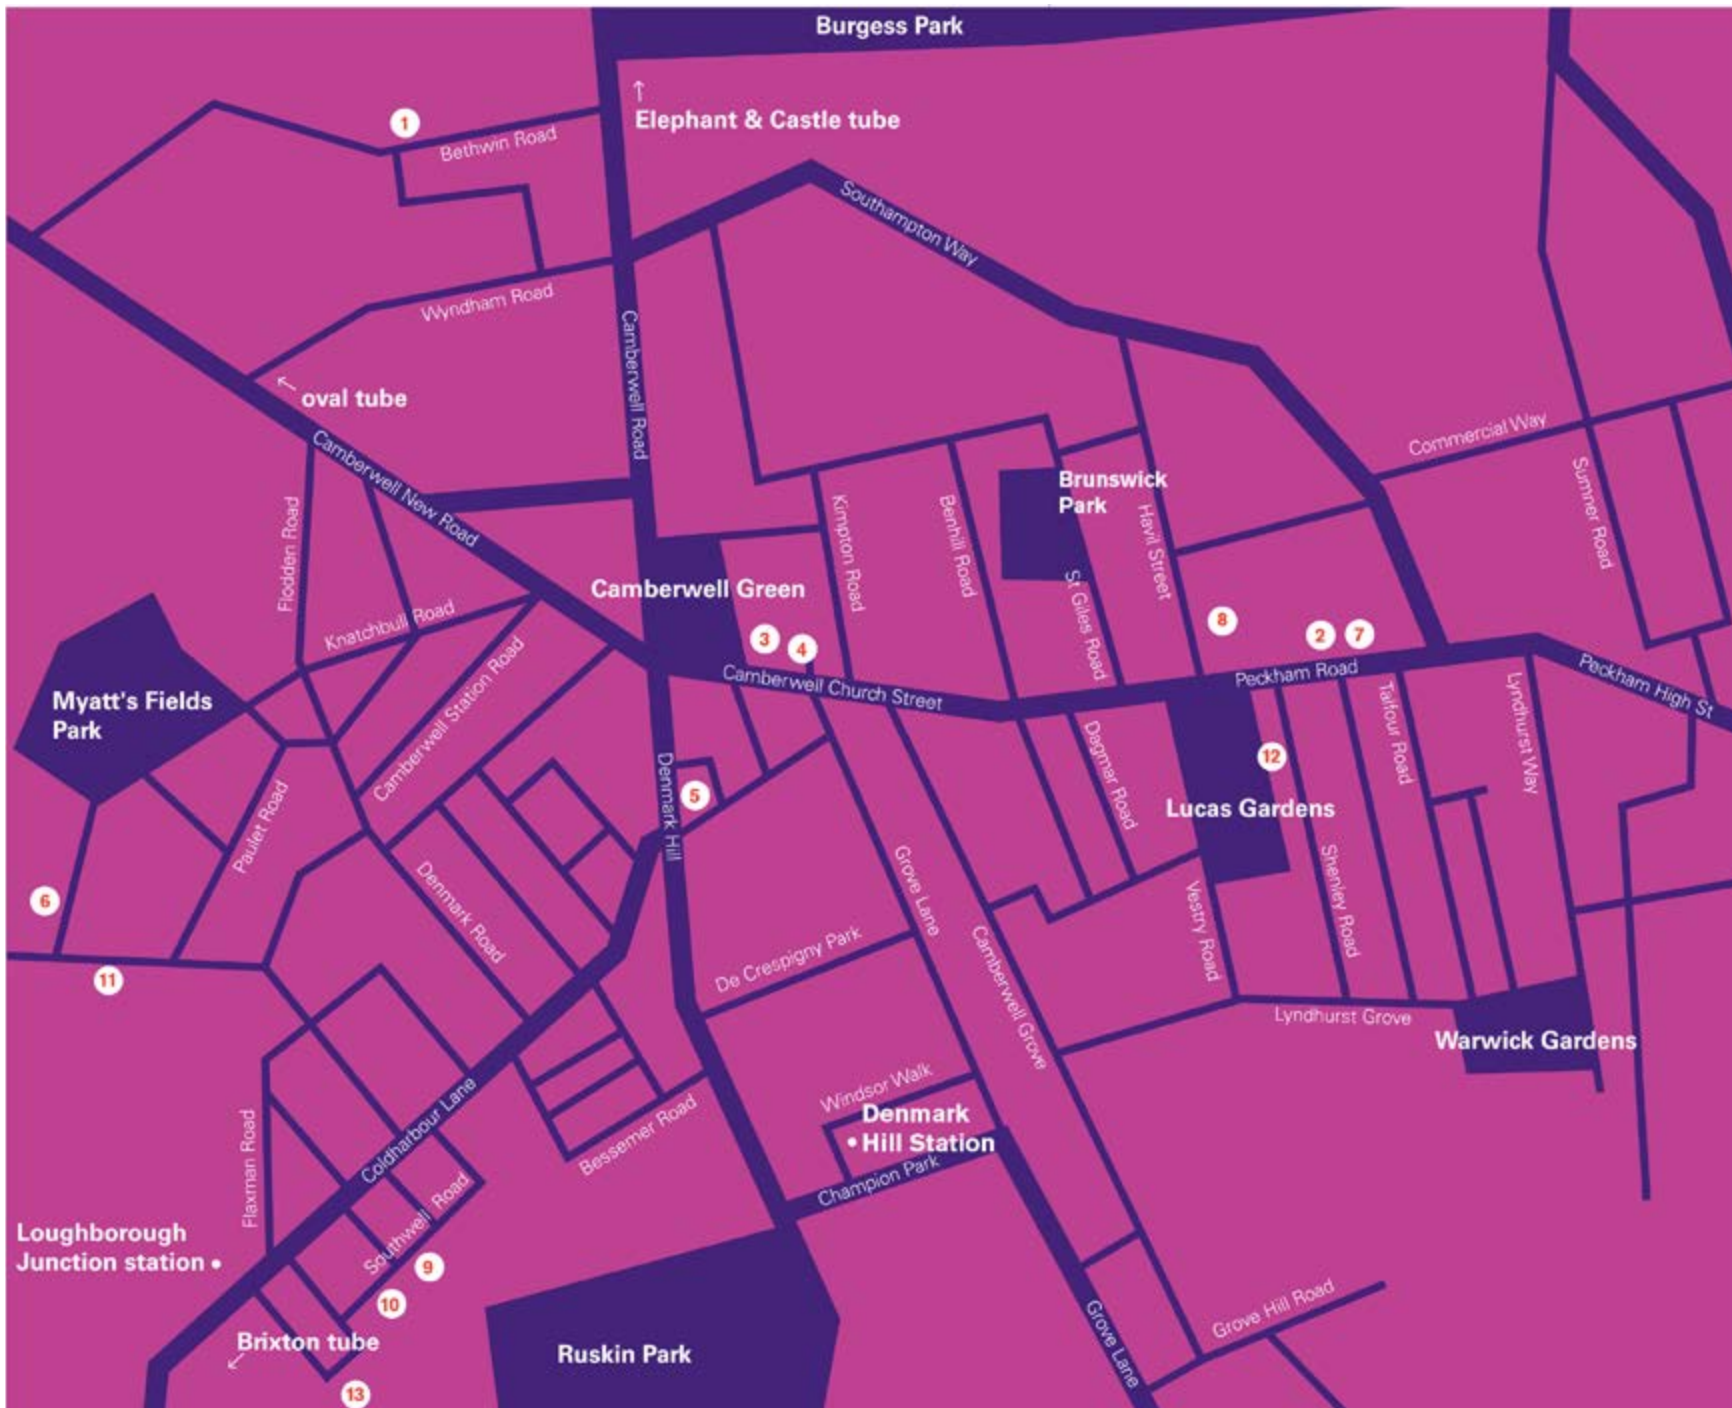 Burgess Park
↑
Elephant & Castle tube
1
Bethwin Road
Southampton Way
Wyndham Road
Camberwell Road
←
oval tube
Camberwell New Road
Commercial Way
Sumner Road
Brunswick
Park
Flodden Road
Kimpton Road
Benhill Road
Havil Street
Camberwell Green
St Giles Road
Knatchbull Road
3
4
8
2
7
Camberwell Station Road
Camberwell Church Street
Peckham Road
Peckham High St
Myatt's Fields
Park
Taifour Road
Lyndhurst Way
Dagmar Road
12
Denmark Hill
5
Lucas Gardens
Paulet Road
Shenley Road
Grove Lane
Vestry Road
6
Denmark Road
De Crespigny Park
Camberwell Grove
11
Lyndhurst Grove
Warwick Gardens
Windsor Walk
Denmark
Hill Station
Champion Park
Coldharbour Lane
Bessemer Road
Flaxman Road
Southwell Road
Loughborough
Junction station
9
10
Brixton tube
↙
13
Ruskin Park
Grove Lane
Grove Hill Road